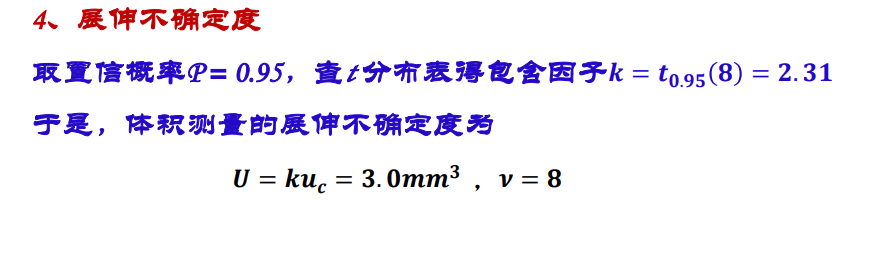 4、展伸不确定度
取置信概率P= 0.95，查t分布表得包含因子k = t₀.₉₅(8) = 2.31
于是，体积测量的展伸不确定度为
U = ku_c = 3.0mm³ ， ν = 8